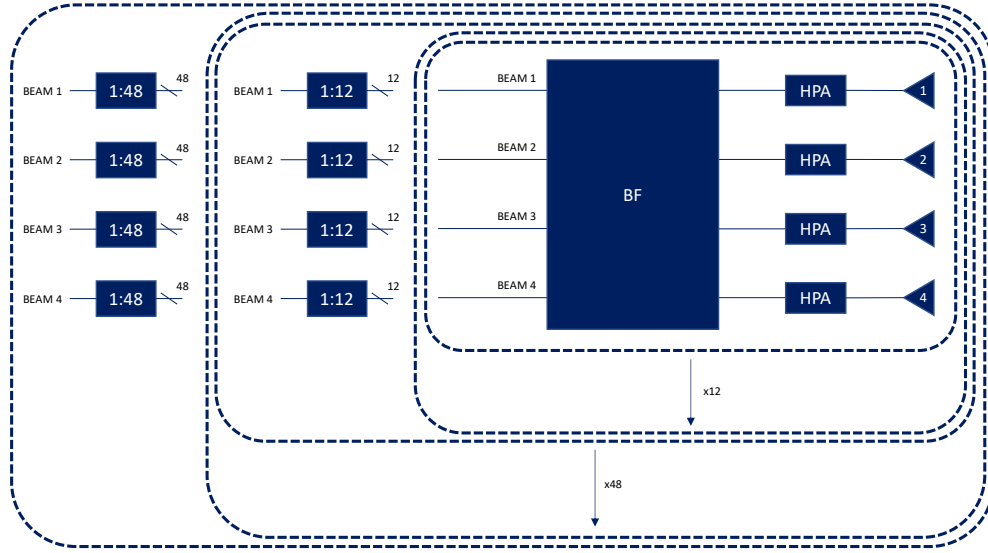 BEAM 1 1:48 48 BEAM 1 1:12 12 BEAM 1 HPA 1
BEAM 2 1:48 48 BEAM 2 1:12 12 BEAM 2 HPA 2
BF
BEAM 3 1:48 48 BEAM 3 1:12 12 BEAM 3 HPA 3
BEAM 4 1:48 48 BEAM 4 1:12 12 BEAM 4 HPA 4
x12
x48